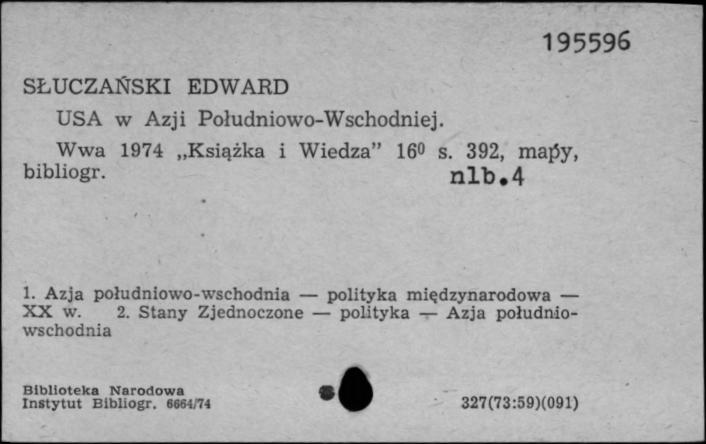 195596
SŁUCZAŃSKI EDWARD
USA w Azji Południowo-Wschodniej.
Wwa 1974 „Książka i Wiedza” 16⁰ s. 392, mapy,
bibliogr. nlb.4
1. Azja południowo-wschodnia — polityka międzynarodowa —
XX w. 2. Stany Zjednoczone — polityka — Azja południo-
wschodnia
Biblioteka Narodowa
Instytut Bibliogr. 6664/74 327(73:59)(091)